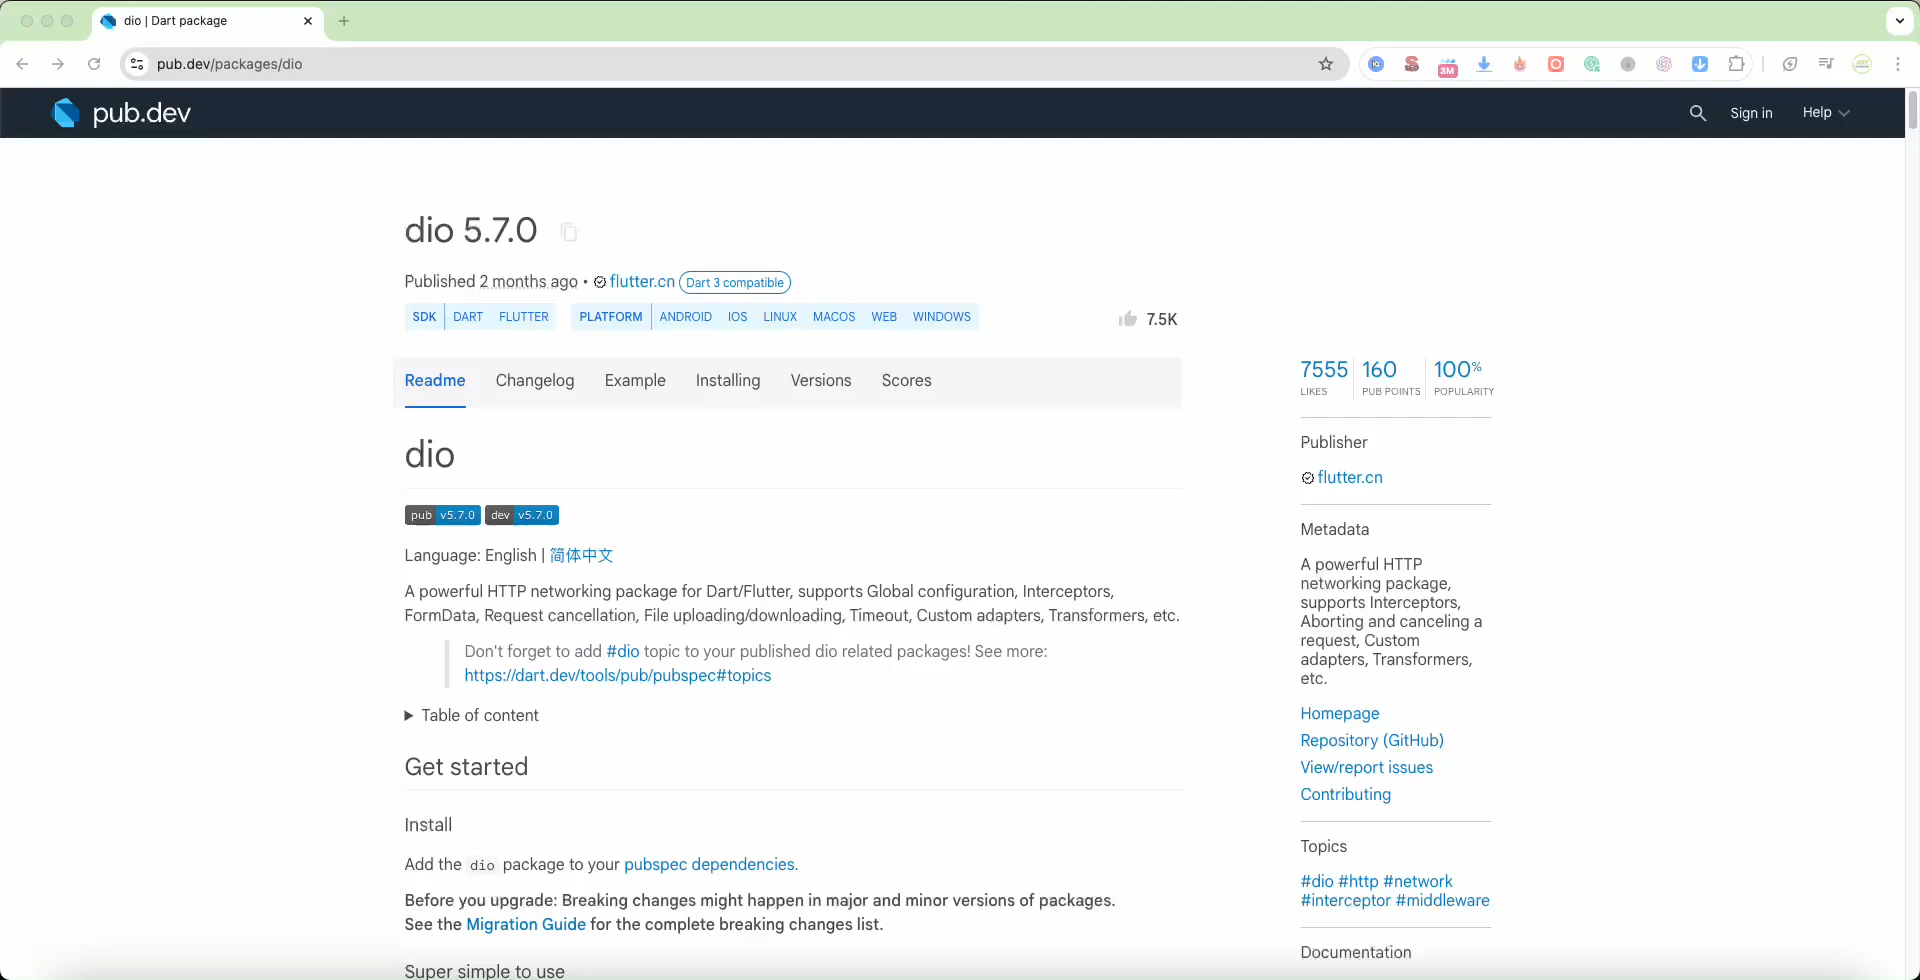 dio | Dart package
pub.dev/packages/dio
3M
pub.dev
Sign in
Help
dio 5.7.0
Published 2 months ago • flutter.cn Dart 3 compatible
SDK DART FLUTTER PLATFORM ANDROID IOS LINUX MACOS WEB WINDOWS
7.5K
Readme Changelog Example Installing Versions Scores
dio
pub v5.7.0 dev v5.7.0
Language: English | 简体中文
A powerful HTTP networking package for Dart/Flutter, supports Global configuration, Interceptors,
FormData, Request cancellation, File uploading/downloading, Timeout, Custom adapters, Transformers, etc.
Don't forget to add #dio topic to your published dio related packages! See more:
https://dart.dev/tools/pub/pubspec#topics
Table of content
Get started
Install
Add the dio package to your pubspec dependencies.
Before you upgrade: Breaking changes might happen in major and minor versions of packages.
See the Migration Guide for the complete breaking changes list.
Super simple to use
7555 160 100%
LIKES PUB POINTS POPULARITY
Publisher
flutter.cn
Metadata
A powerful HTTP
networking package,
supports Interceptors,
Aborting and canceling a
request, Custom
adapters, Transformers,
etc.
Homepage
Repository (GitHub)
View/report issues
Contributing
Topics
#dio #http #network
#interceptor #middleware
Documentation